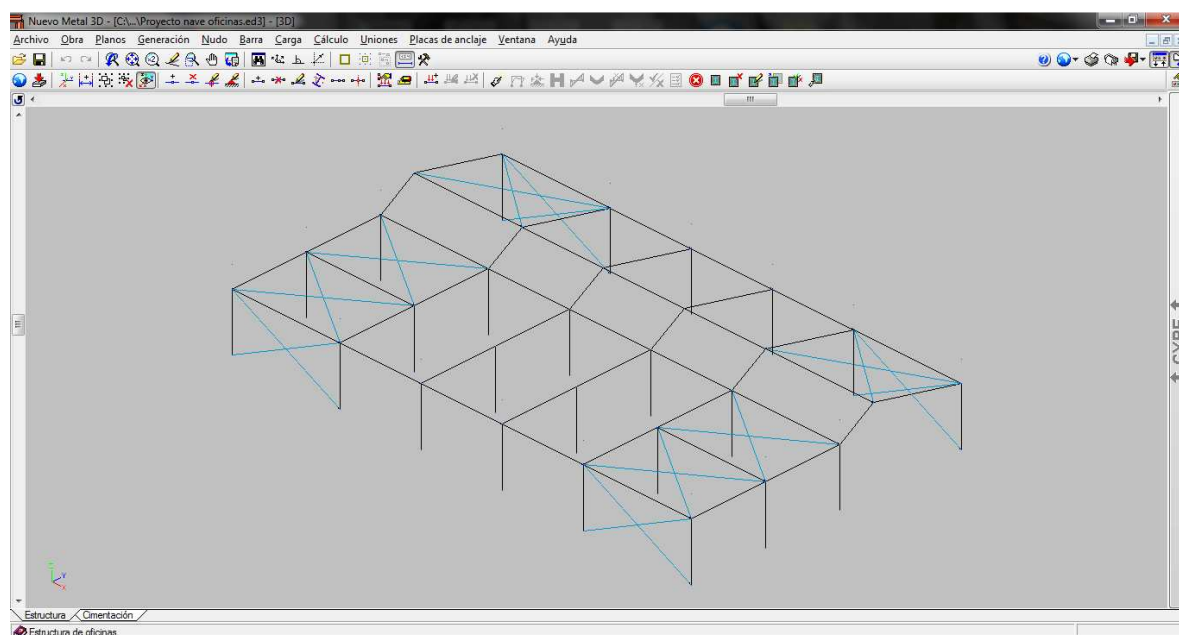 Nuevo Metal 3D - [C:\...\Proyecto nave oficinas.ed3] - [3D]
Archivo Obra Planos Generación Nudo Barra Carga Cálculo Uniones Placas de anclaje Ventana Ayuda
CYPE
Z
Y
X
Estructura Cimentación
Estructura de oficinas